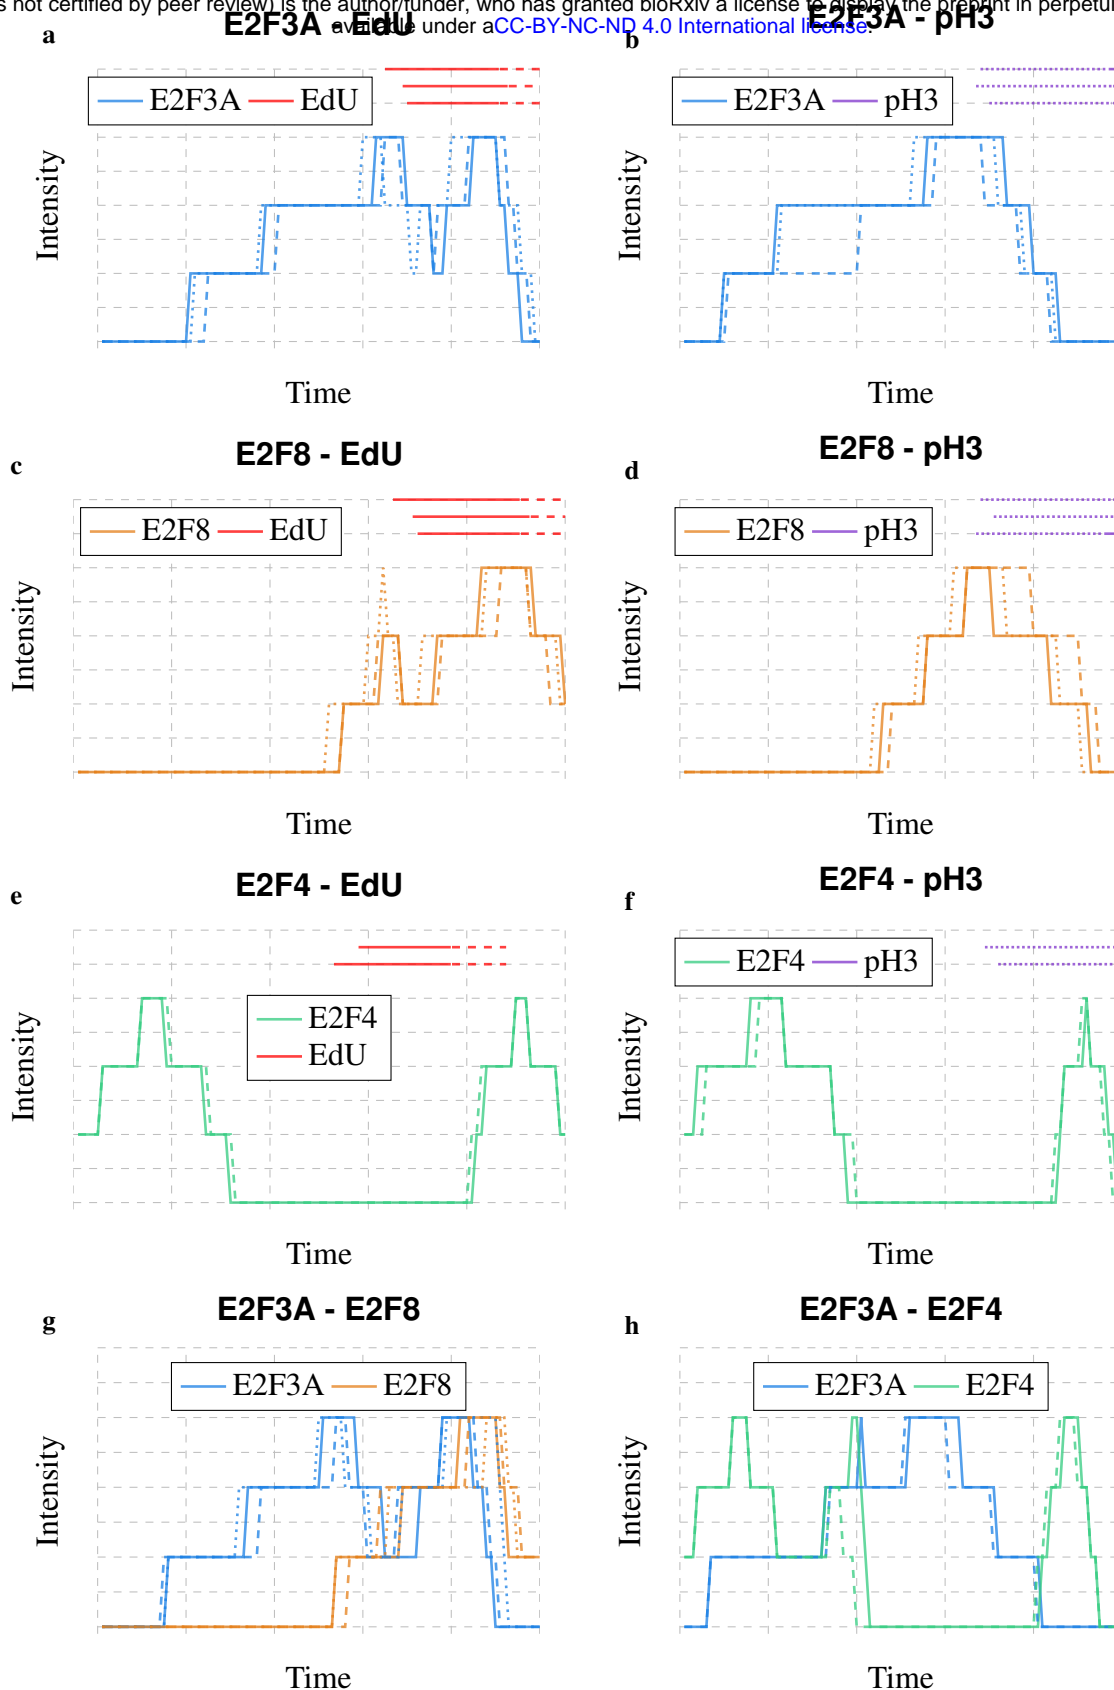 s not certified by peer review) is the author/funder, who has granted bioRxiv a license to display the preprint in perpetu
available under aCC-BY-NC-ND 4.0 International license.
a
E2F3A - EdU
b
E2F3A - pH3
E2F3A EdU
E2F3A pH3
Intensity
Intensity
Time
Time
c
E2F8 - EdU
d
E2F8 - pH3
E2F8 EdU
E2F8 pH3
Intensity
Intensity
Time
Time
e
E2F4 - EdU
f
E2F4 - pH3
E2F4
EdU
E2F4 pH3
Intensity
Intensity
Time
Time
g
E2F3A - E2F8
h
E2F3A - E2F4
E2F3A E2F8
E2F3A E2F4
Intensity
Intensity
Time
Time